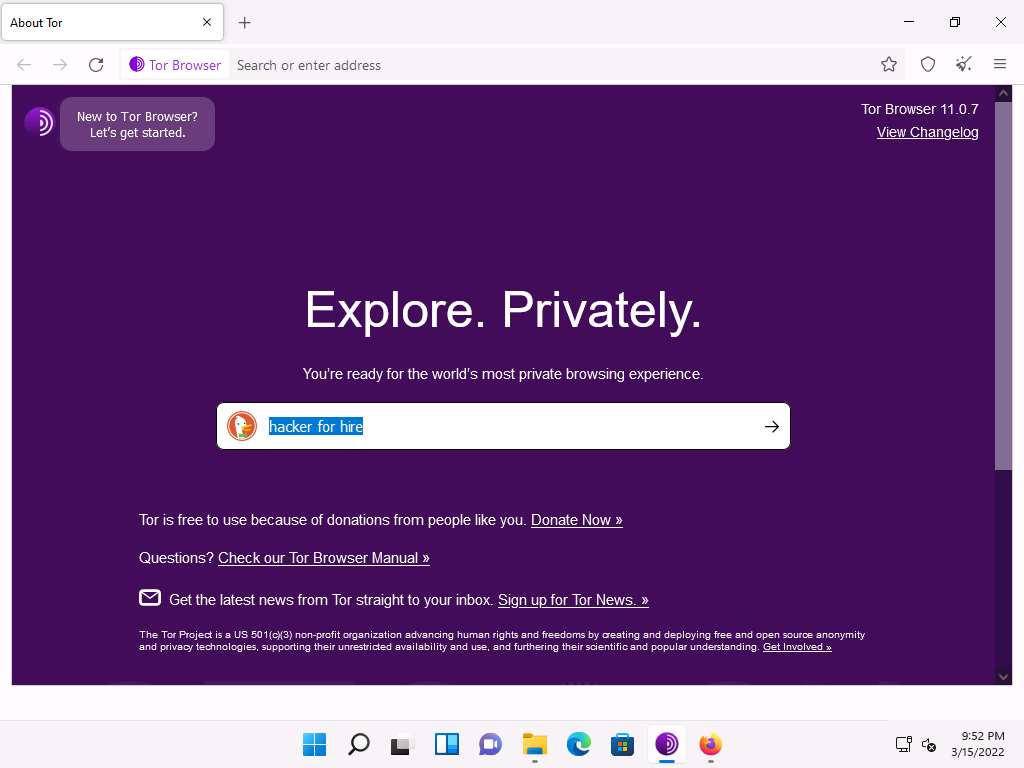 About Tor
Tor Browser
Search or enter address
New to Tor Browser?
Let's get started.
Tor Browser 11.0.7
View Changelog
Explore. Privately.
You're ready for the world's most private browsing experience.
hacker for hire
Tor is free to use because of donations from people like you. Donate Now »
Questions? Check our Tor Browser Manual »
Get the latest news from Tor straight to your inbox. Sign up for Tor News. »
The Tor Project is a US 501(c)(3) non-profit organization advancing human rights and freedoms by creating and deploying free and open source anonymity
and privacy technologies, supporting their unrestricted availability and use, and furthering their scientific and popular understanding. Get Involved »
9:52 PM
3/15/2022